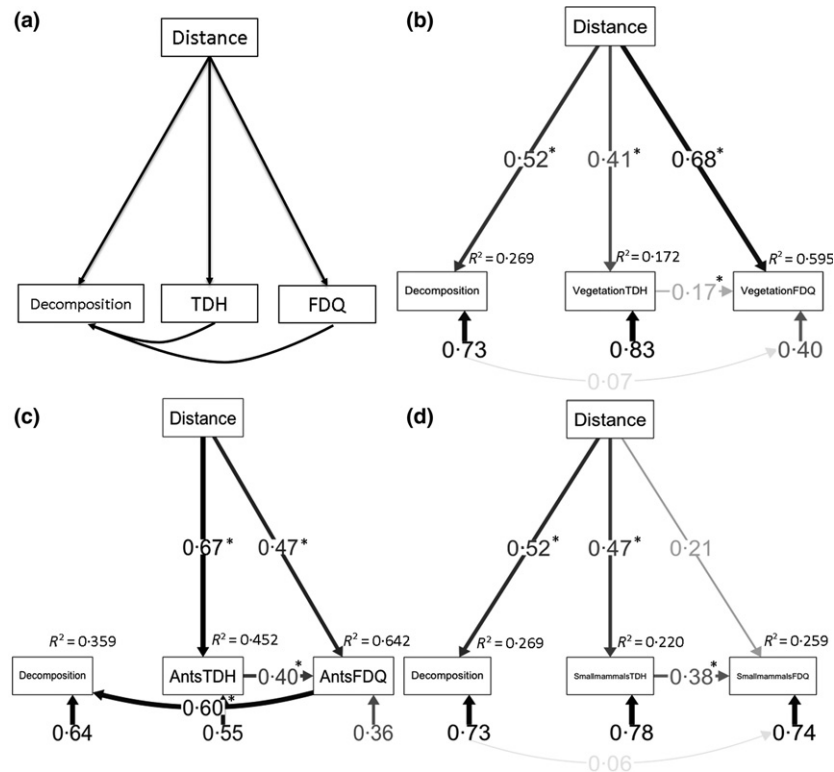 (a)
Distance
Decomposition
TDH
FDQ
(b)
Distance
0·52*
0·41*
0·68*
R² = 0·269
R² = 0·172
R² = 0·595
Decomposition
VegetationTDH
0·17*
VegetationFDQ
0·73
0·83
0·40
0·07
(c)
Distance
0·67*
0·47*
R² = 0·359
R² = 0·452
R² = 0·642
Decomposition
AntsTDH
0·40*
AntsFDQ
0·60*
0·64
0·55
0·36
(d)
Distance
0·52*
0·47*
0·21
R² = 0·269
R² = 0·220
R² = 0·259
Decomposition
SmallmammalsTDH
0·38*
SmallmammalsFDQ
0·73
0·78
0·74
0·06